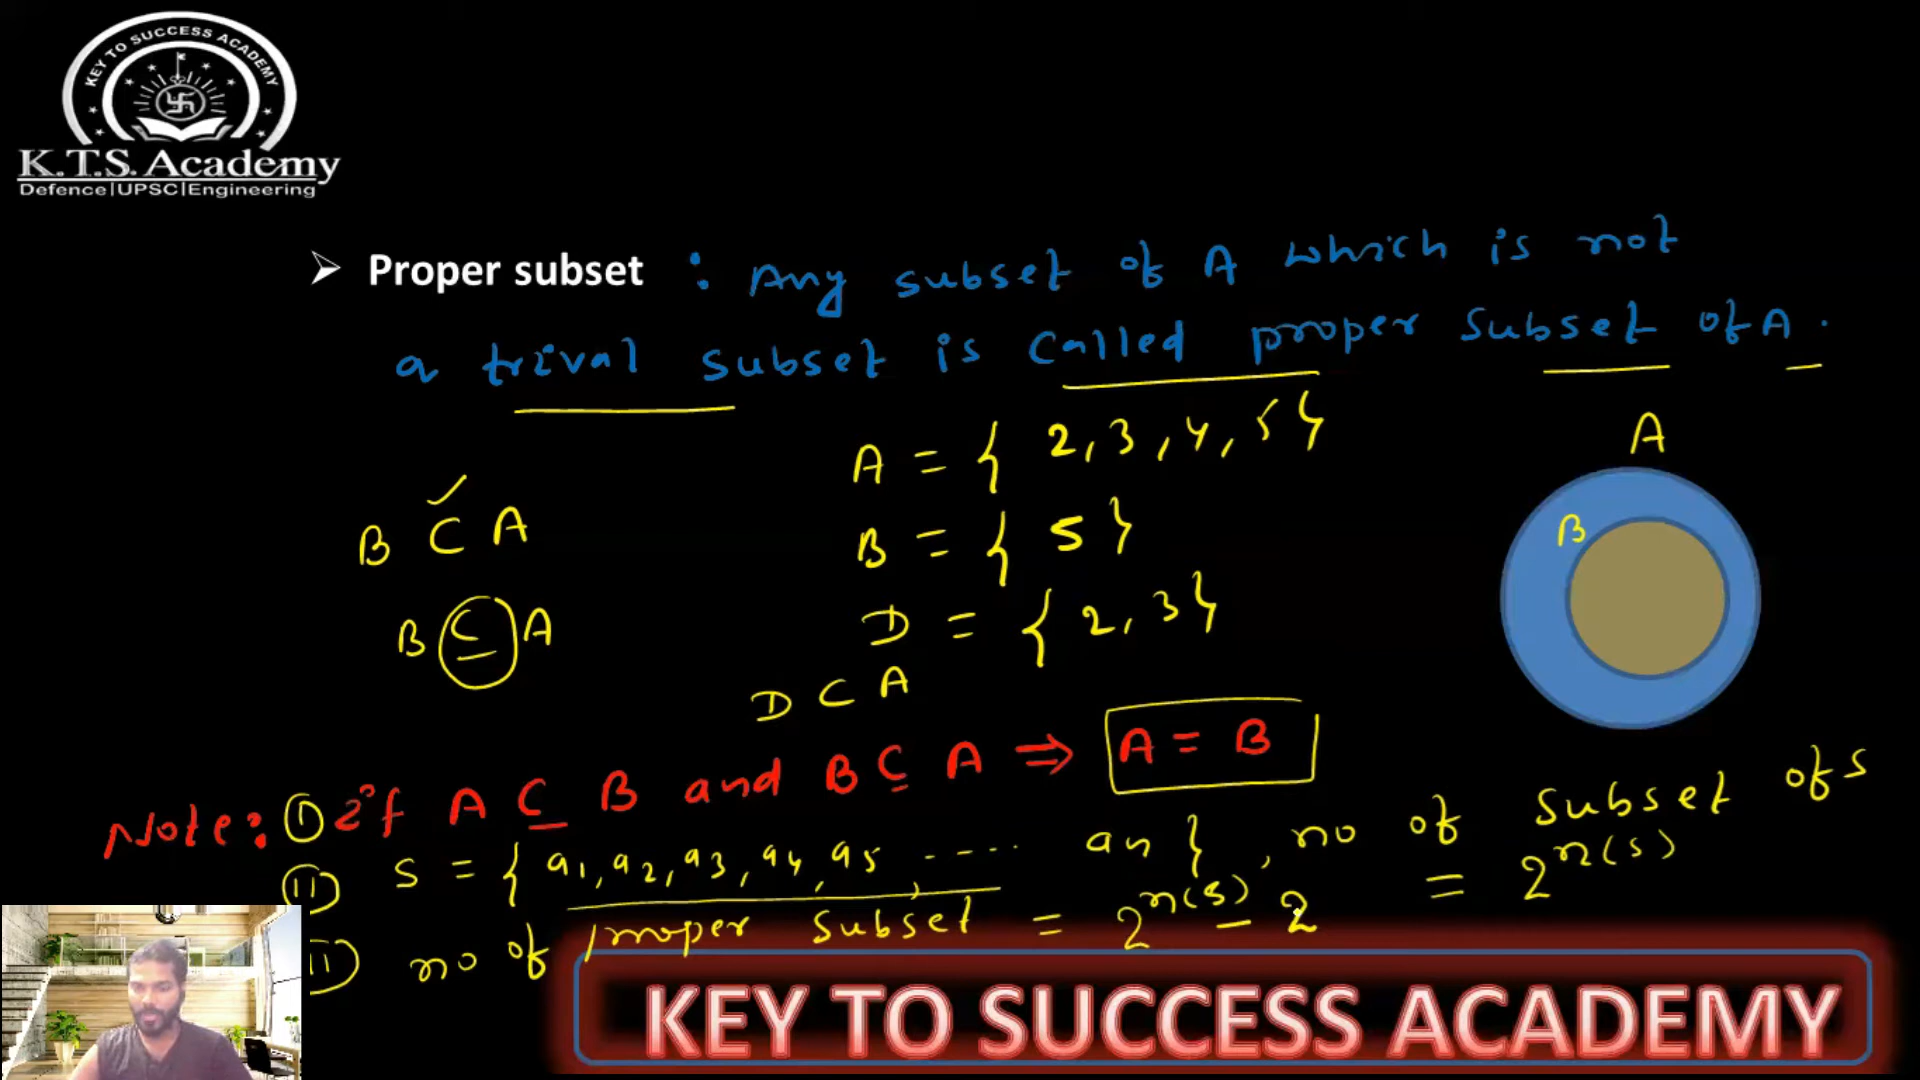 KEY TO SUCCESS ACADEMY
K.T.S. Academy
Defence|UPSC|Engineering
➢ Proper subset : Any subset of A which is not
a trival subset is called proper subset of A.
A = { 2, 3, 4, 5 }
A
B ⊂ A
B = { 5 }
B
B ⊆ A
D = { 2, 3 }
D ⊂ A
Note: (i) If A ⊆ B and B ⊆ A ⇒ A = B
(ii) S = { a1, a2, a3, a4, a5, ---- an }, no of subset of s
= 2^n(s)
(ii) no of proper subset = 2^n(s) - 2
KEY TO SUCCESS ACADEMY